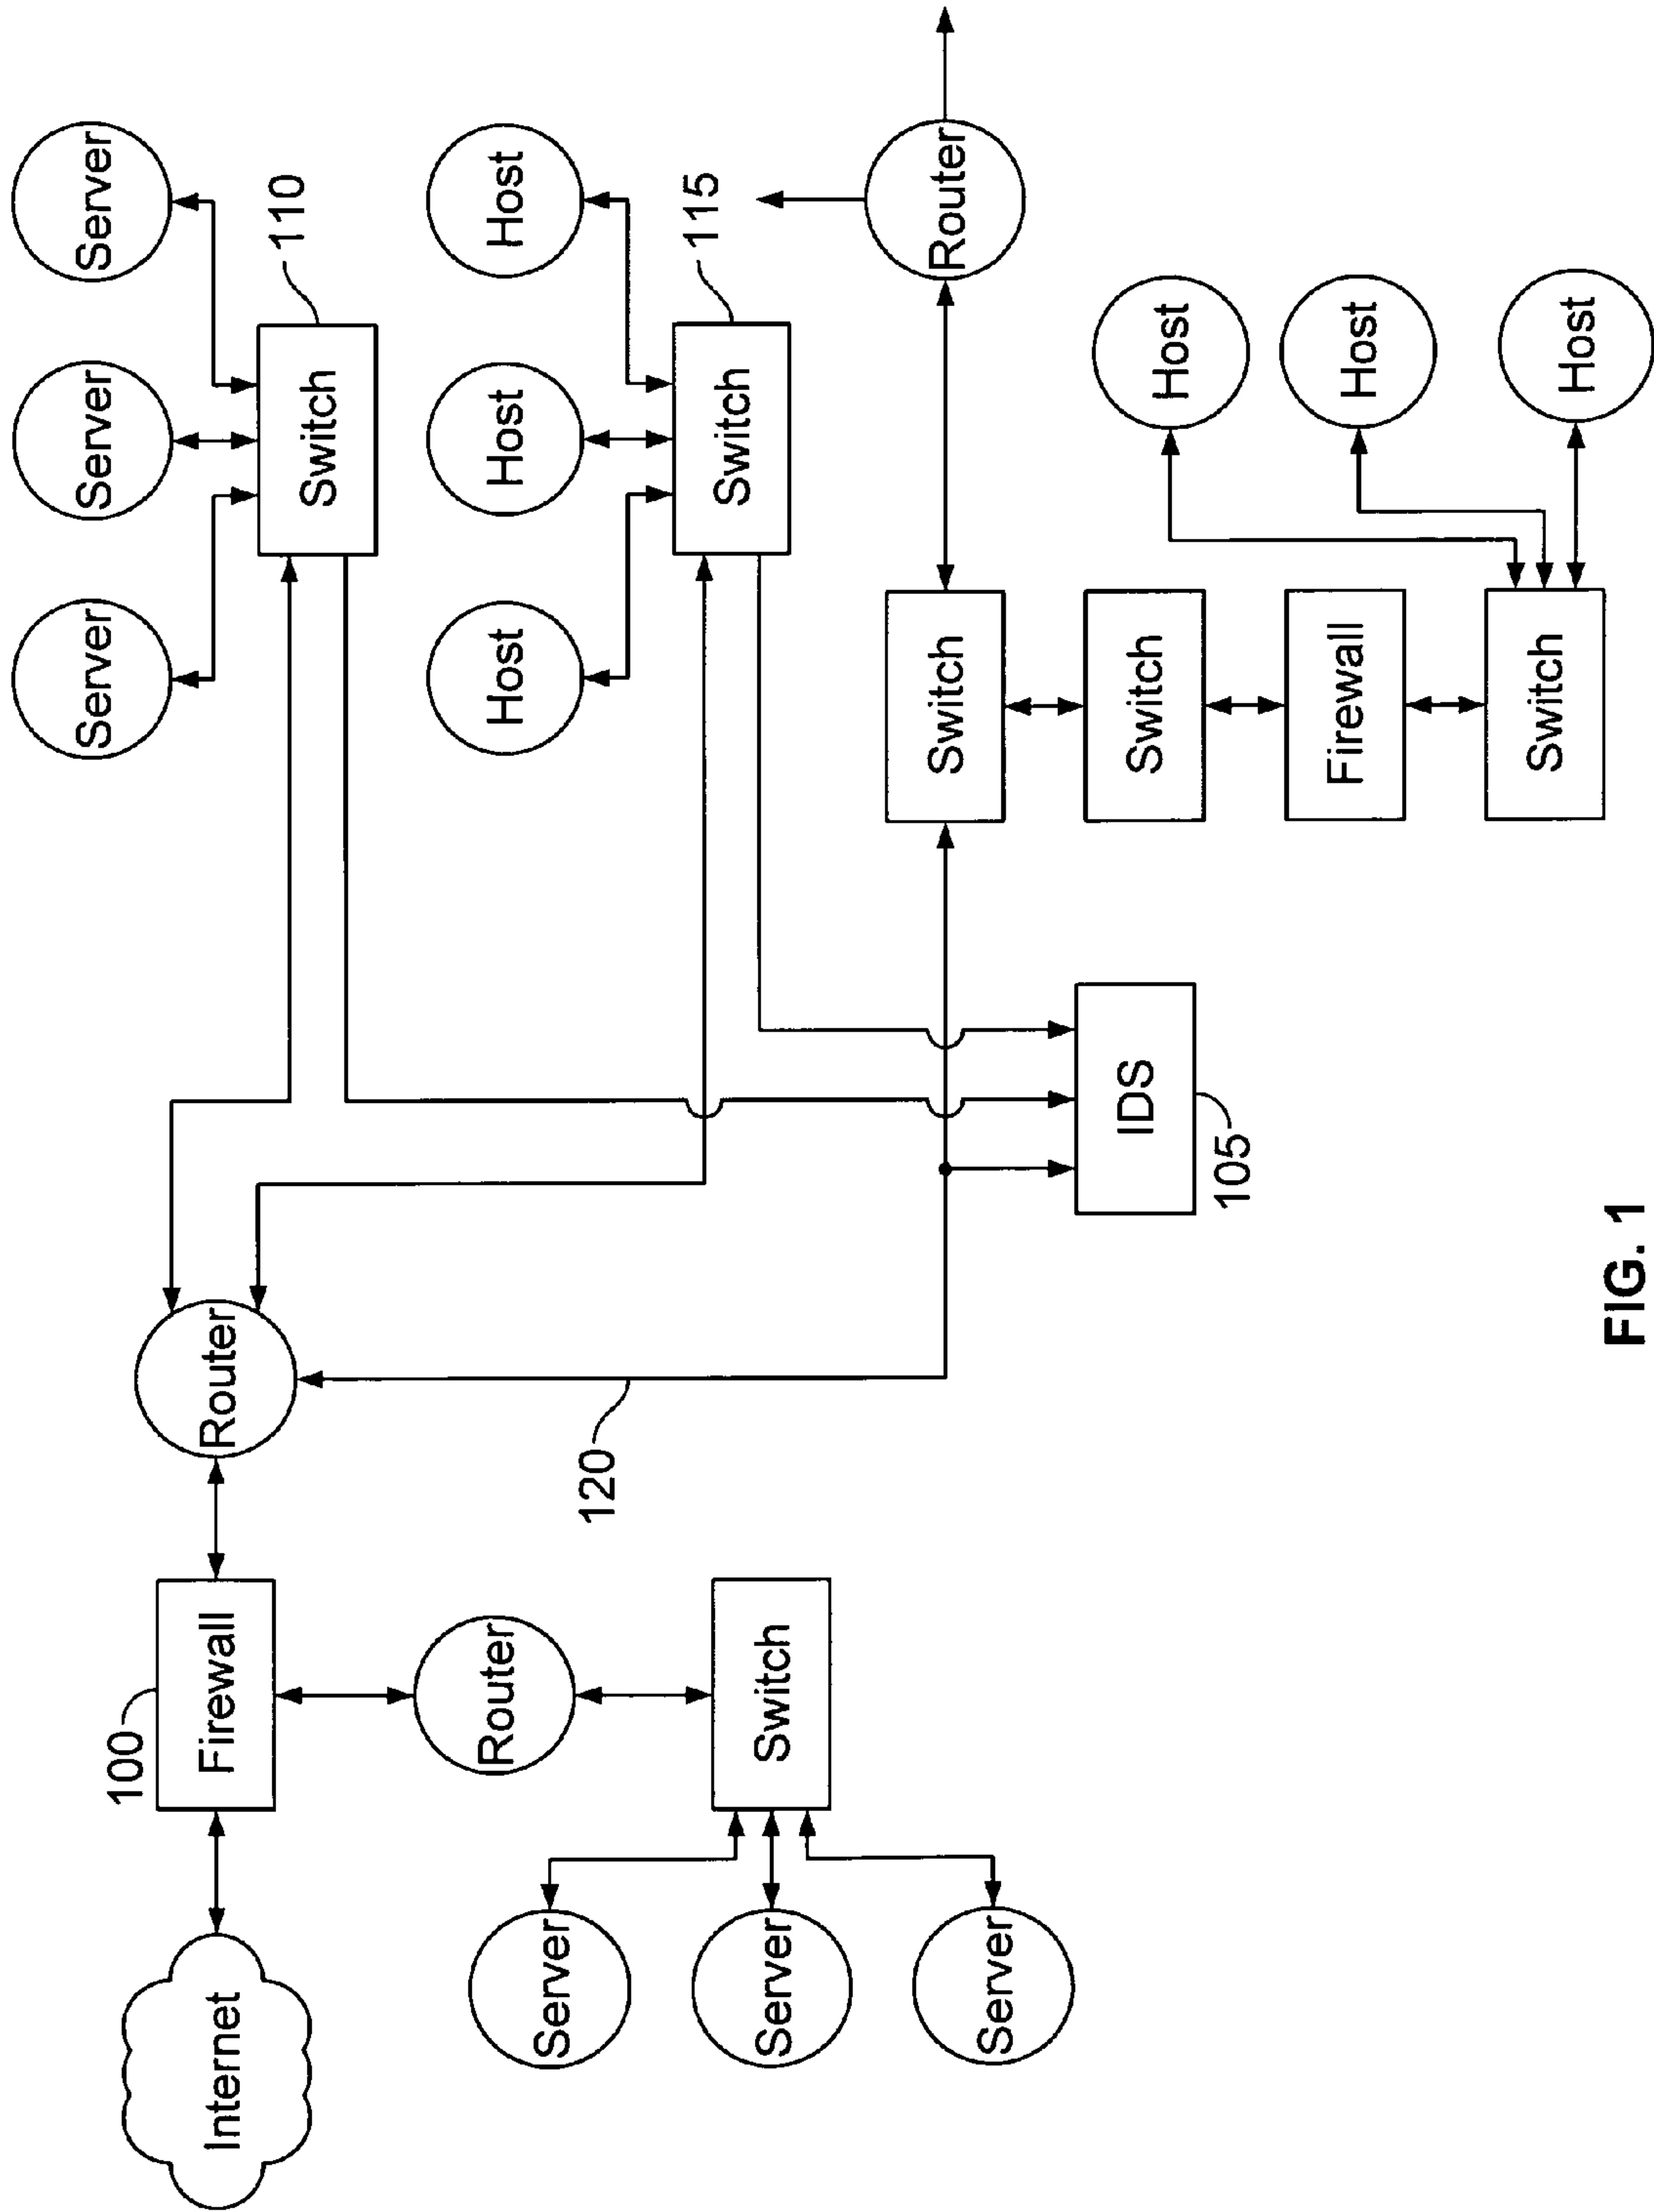 Internet
100
Firewall
Router
Router
Switch
Server
Server
Server
120
Server
Server
Server
Switch
110
Host
Host
Host
Switch
115
IDS
105
Switch
Router
Switch
Firewall
Switch
Host
Host
Host
FIG. 1